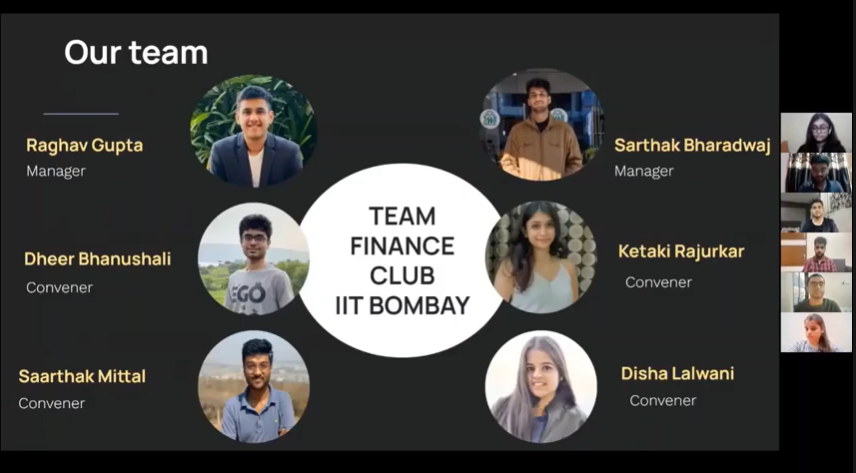 Our team
Raghav Gupta
Manager
Sarthak Bharadwaj
Manager
TEAM
FINANCE
CLUB
IIT BOMBAY
Dheer Bhanushali
Convener
EGO
Ketaki Rajurkar
Convener
Saarthak Mittal
Convener
Disha Lalwani
Convener